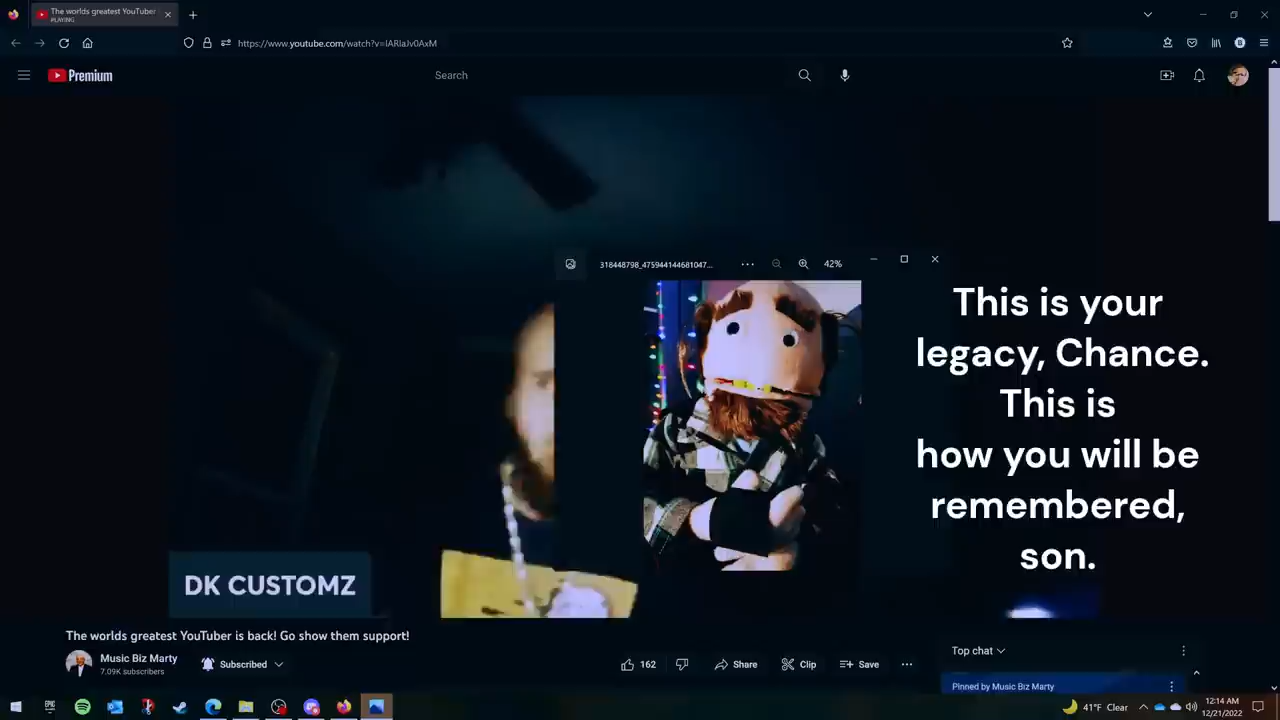 The worlds greatest YouTuber
PLAYING
https://www.youtube.com/watch?v=lARlaJv0AxM
Premium
Search
318448798_475944144681047...
42%
This is your
legacy, Chance.
This is
how you will be
remembered,
son.
DK CUSTOMZ
The worlds greatest YouTuber is back! Go show them support!
Music Biz Marty
7.09K subscribers
Subscribed
162
Share
Clip
Save
Top chat
Pinned by Music Biz Marty
EPIC
41°F Clear
12:14 AM
12/21/2022